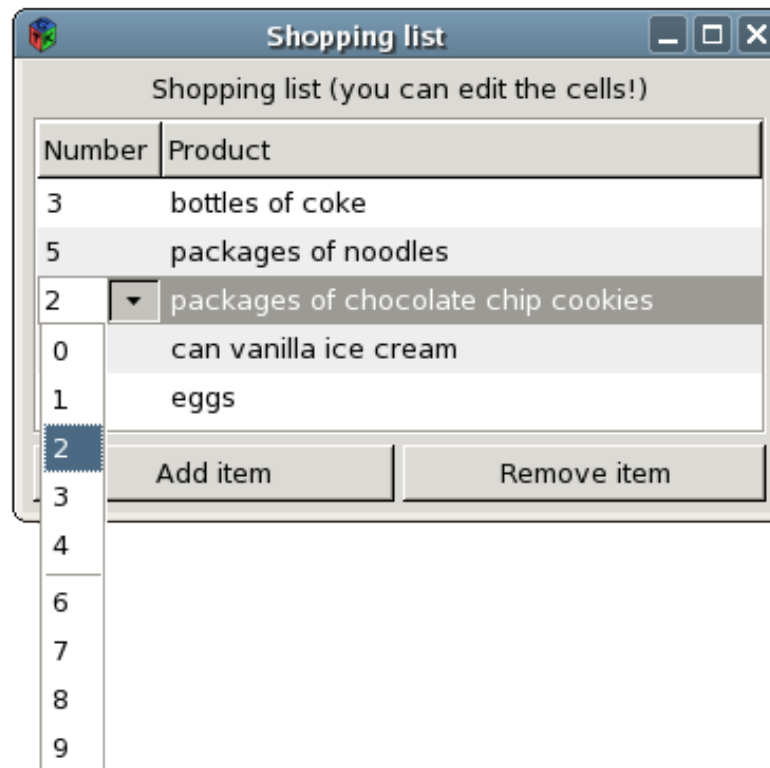 Shopping list
Shopping list (you can edit the cells!)
Number Product
3 bottles of coke
5 packages of noodles
2 packages of chocolate chip cookies
0 can vanilla ice cream
1 eggs
2
Add item Remove item
3
4
6
7
8
9